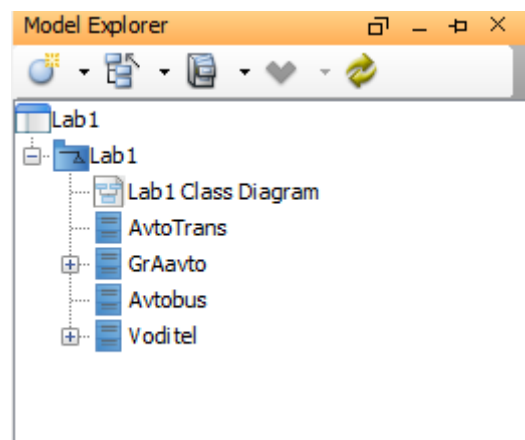 Model Explorer
Lab1
Lab1
Lab1 Class Diagram
AvtoTrans
GrAavto
Avtobus
Voditel